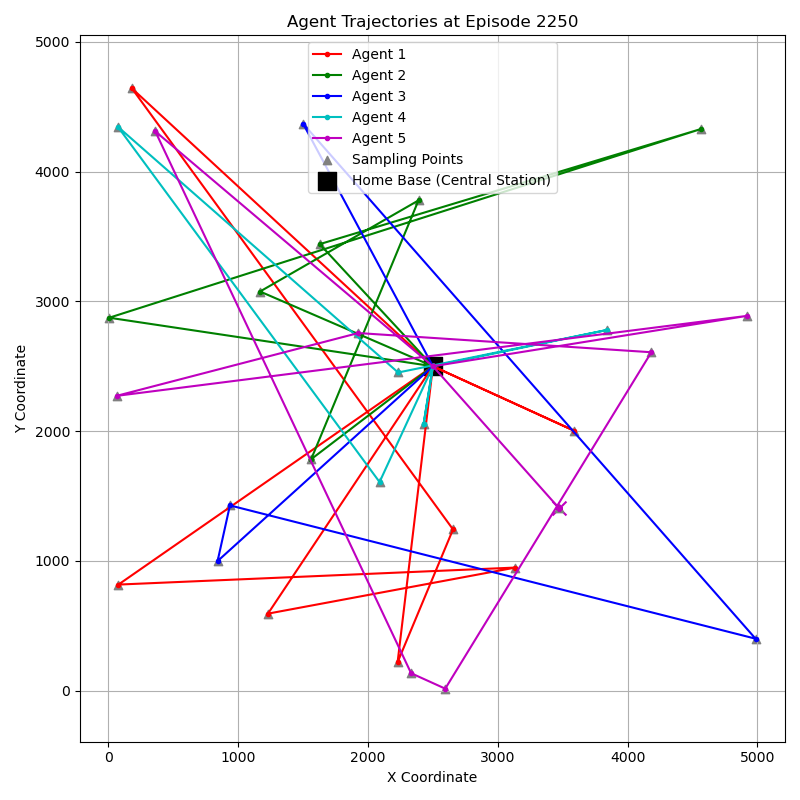 Agent Trajectories at Episode 2250
Agent 1
Agent 2
Agent 3
Agent 4
Agent 5
Sampling Points
Home Base (Central Station)
5000
4000
3000
2000
1000
0
Y Coordinate
0 1000 2000 3000 4000 5000
X Coordinate